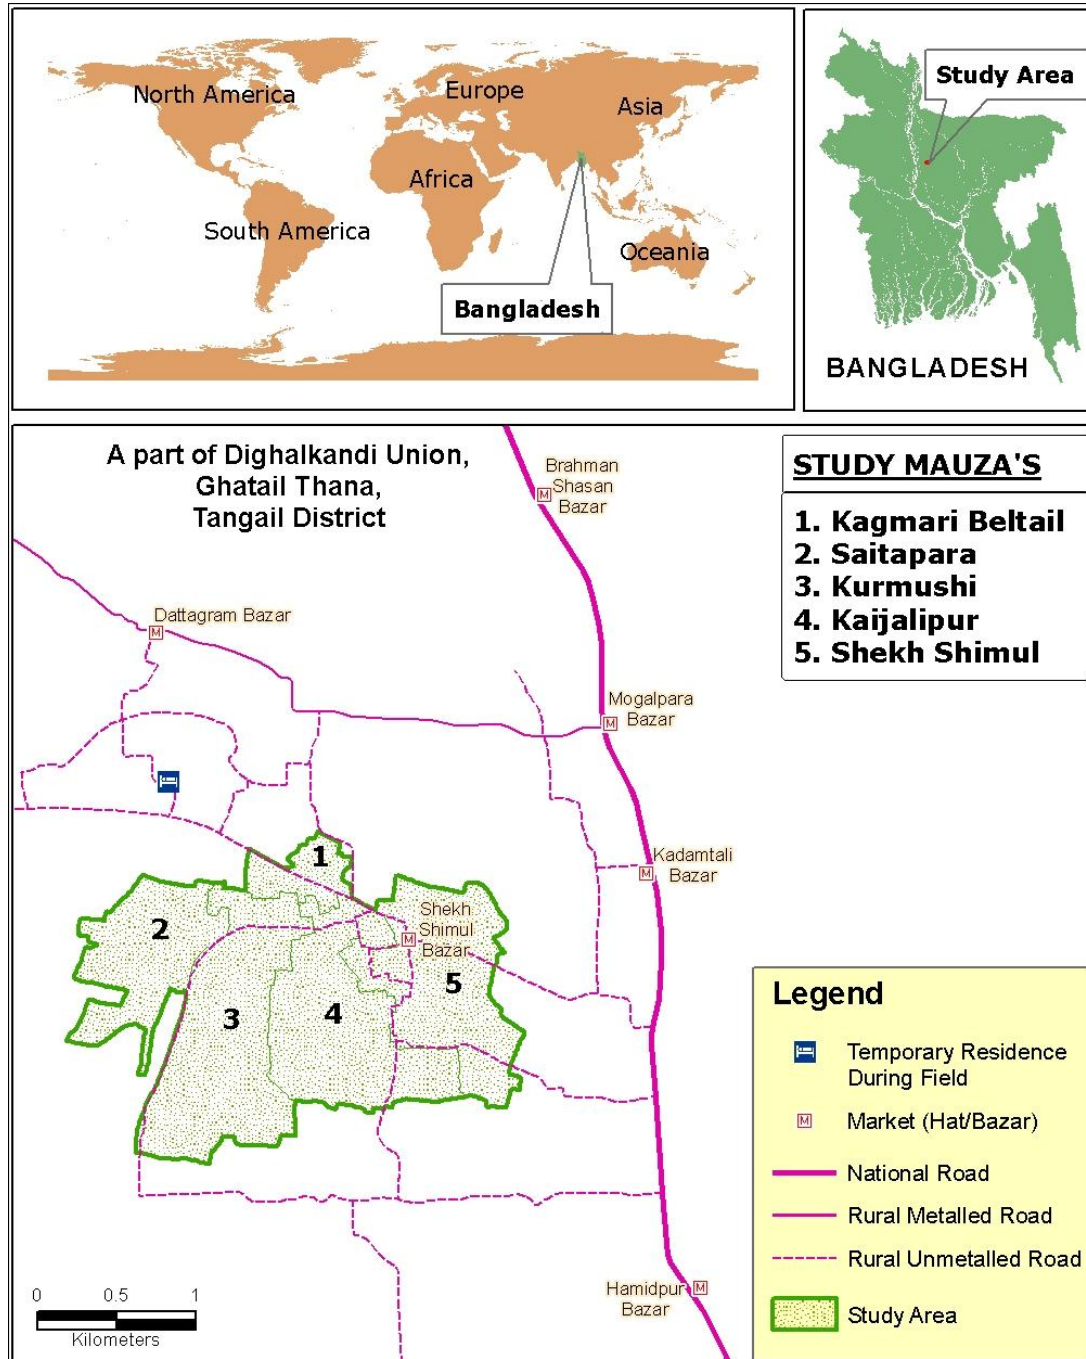 North America
Europe
Asia
Africa
South America
Oceania
Bangladesh
Study Area
BANGLADESH
A part of Dighalkandi Union,
Ghatail Thana,
Tangail District
STUDY MAUZA'S
1. Kagmari Beltail
2. Saitapara
3. Kurmushi
4. Kaijalipur
5. Shekh Shimul
Brahman
Shasan
Bazar
M
Dattagram Bazar
M
Mogalpara
Bazar
M
Kadamtali
Bazar
M
1
2
Shekh
Shimul
Bazar
M
3
4
5
Hamidpur
Bazar
M
0 0.5 1
Kilometers
Legend
Temporary Residence
During Field
M Market (Hat/Bazar)
National Road
Rural Metalled Road
Rural Unmetalled Road
Study Area